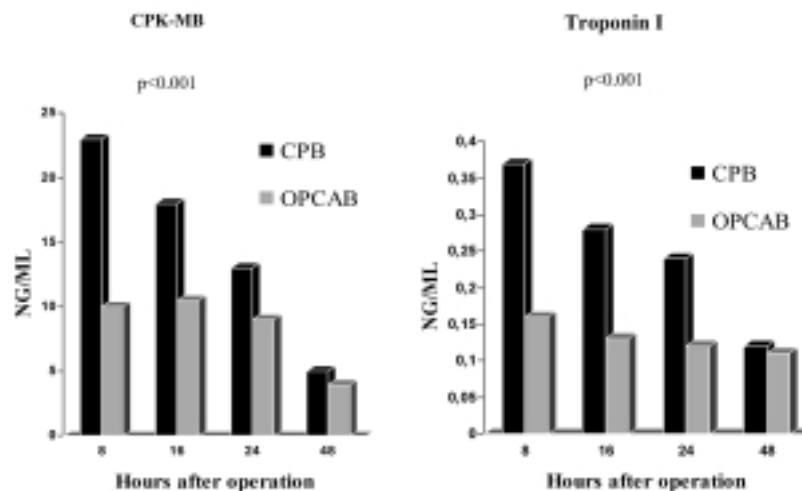 CPK-MB
p<0.001
25
20
15
10
5
0
NG/ML
CPB
OPCAB
8 16 24 48
Hours after operation
Troponin I
p<0.001
0,4
0,35
0,3
0,25
0,2
0,15
0,1
0,05
0
NG/ML
CPB
OPCAB
8 16 24 48
Hours after operation